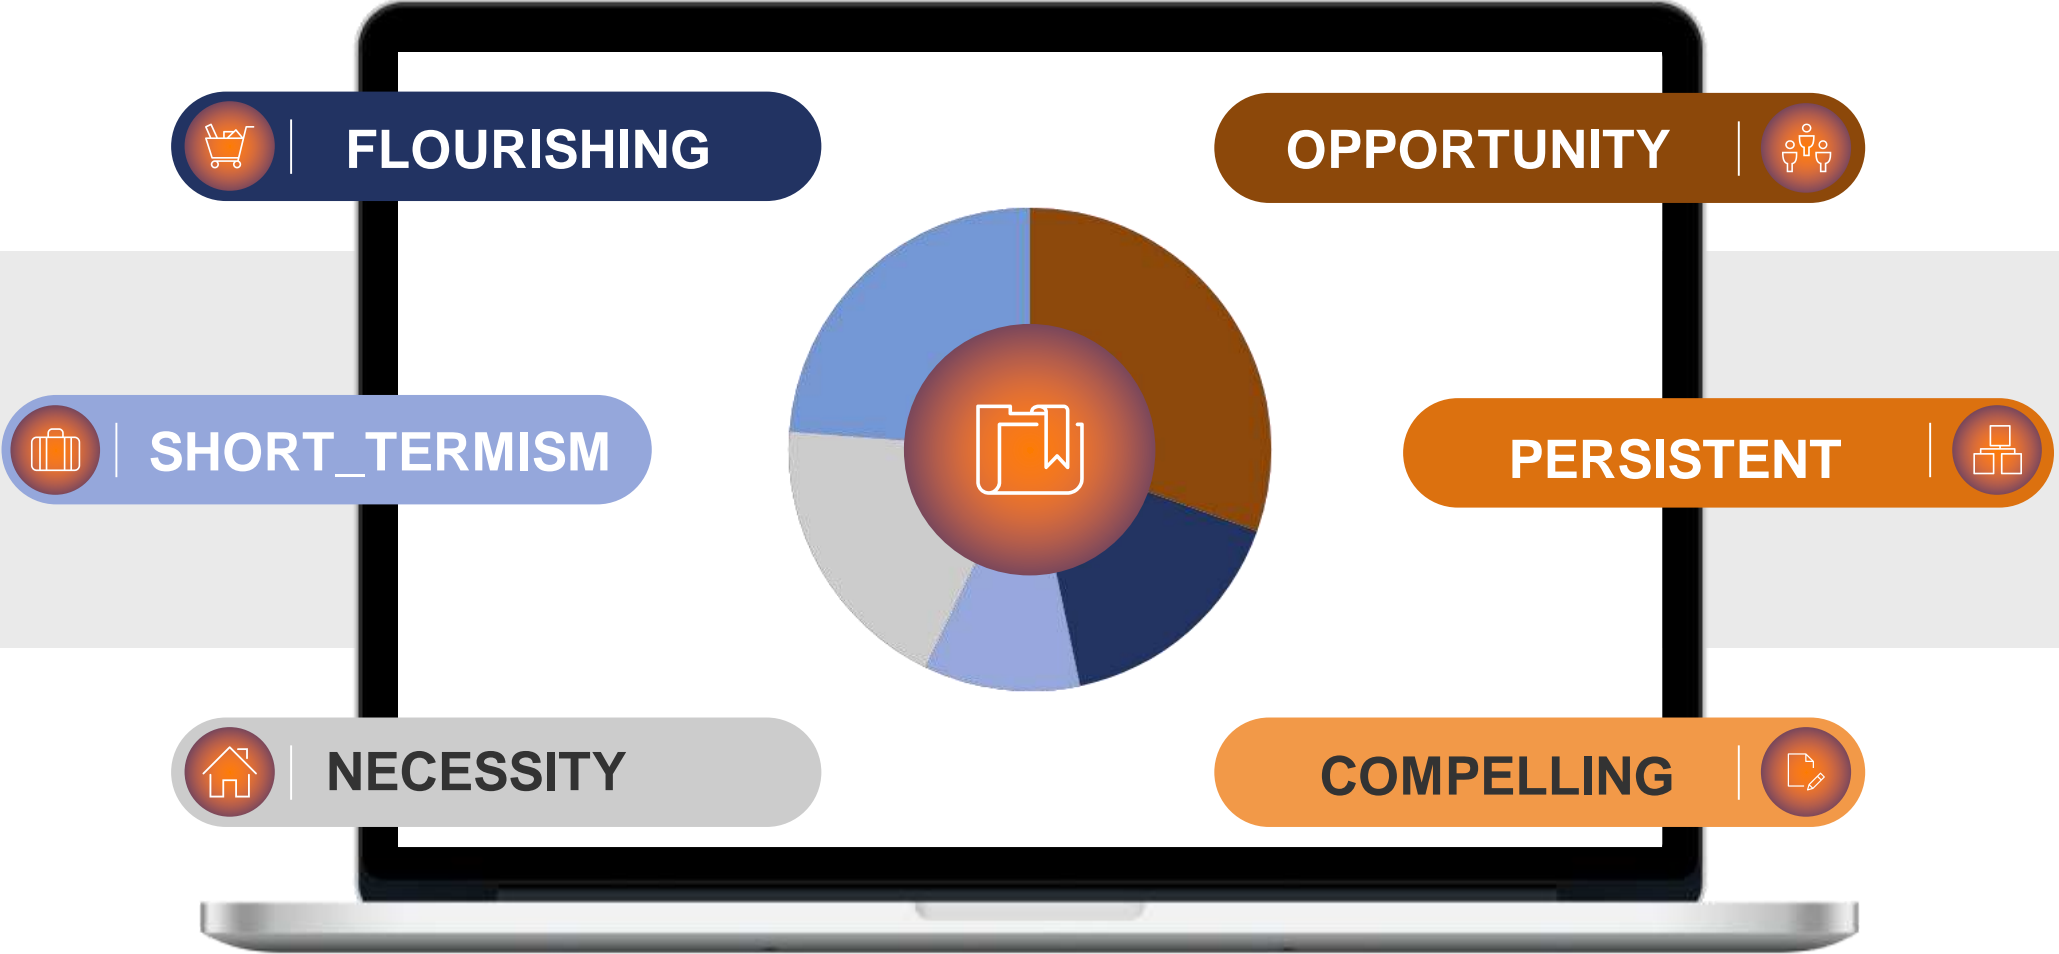 FLOURISHING
OPPORTUNITY
SHORT_TERMISM
PERSISTENT
NECESSITY
COMPELLING